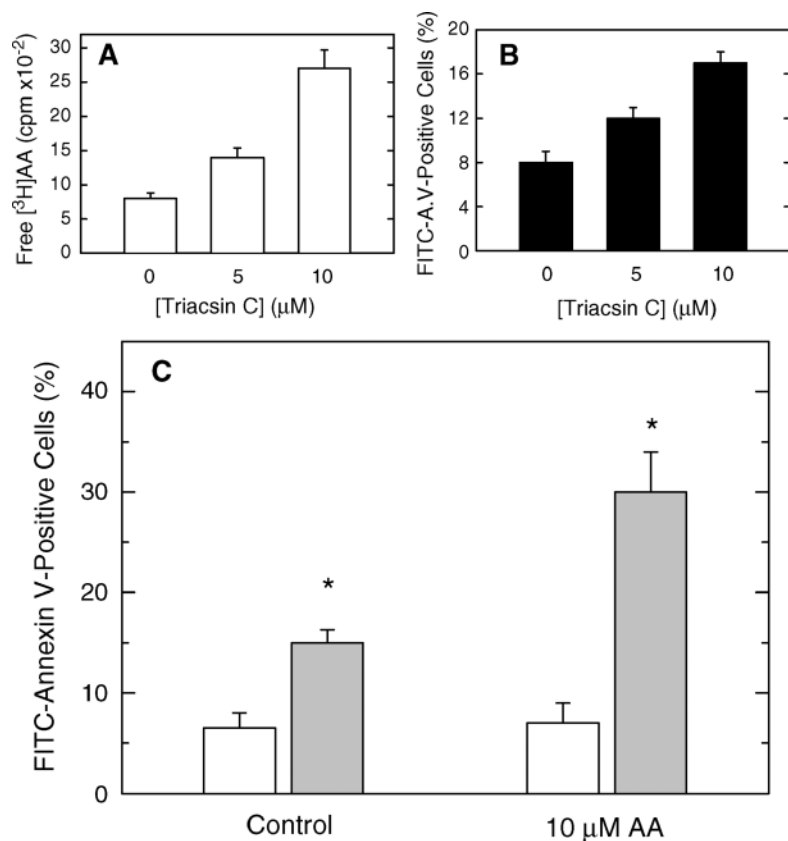 A
Free [³H]AA (cpm x10-2)
30
25
20
15
10
5
0
0 5 10
[Triacsin C] (μM)
B
FITC-A.V-Positive Cells (%)
20
16
12
8
4
0
0 5 10
[Triacsin C] (μM)
C
FITC-Annexin V-Positive Cells (%)
40
30
20
10
0
*
*
Control 10 μM AA